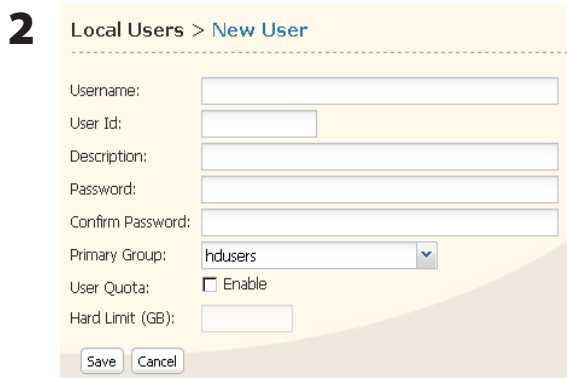 2
Local Users > New User
Username:
User Id:
Description:
Password:
Confirm Password:
Primary Group: hdusers
User Quota: Enable
Hard Limit (GB):
Save Cancel